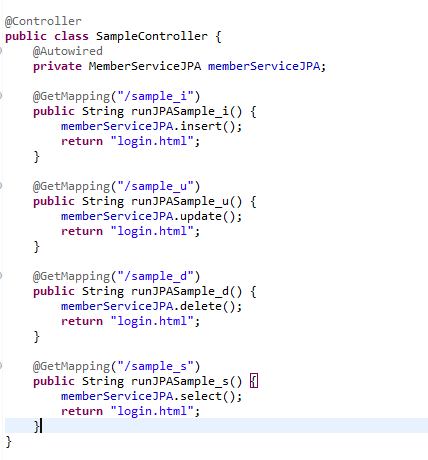 @Controller
public class SampleController {
    @Autowired
    private MemberServiceJPA memberServiceJPA;
    @GetMapping("/sample_i")
    public String runJPASample_i() {
        memberServiceJPA.insert();
        return "login.html";
    }
    @GetMapping("/sample_u")
    public String runJPASample_u() {
        memberServiceJPA.update();
        return "login.html";
    }
    @GetMapping("/sample_d")
    public String runJPASample_d() {
        memberServiceJPA.delete();
        return "login.html";
    }
    @GetMapping("/sample_s")
    public String runJPASample_s() {
        memberServiceJPA.select();
        return "login.html";
    }
}